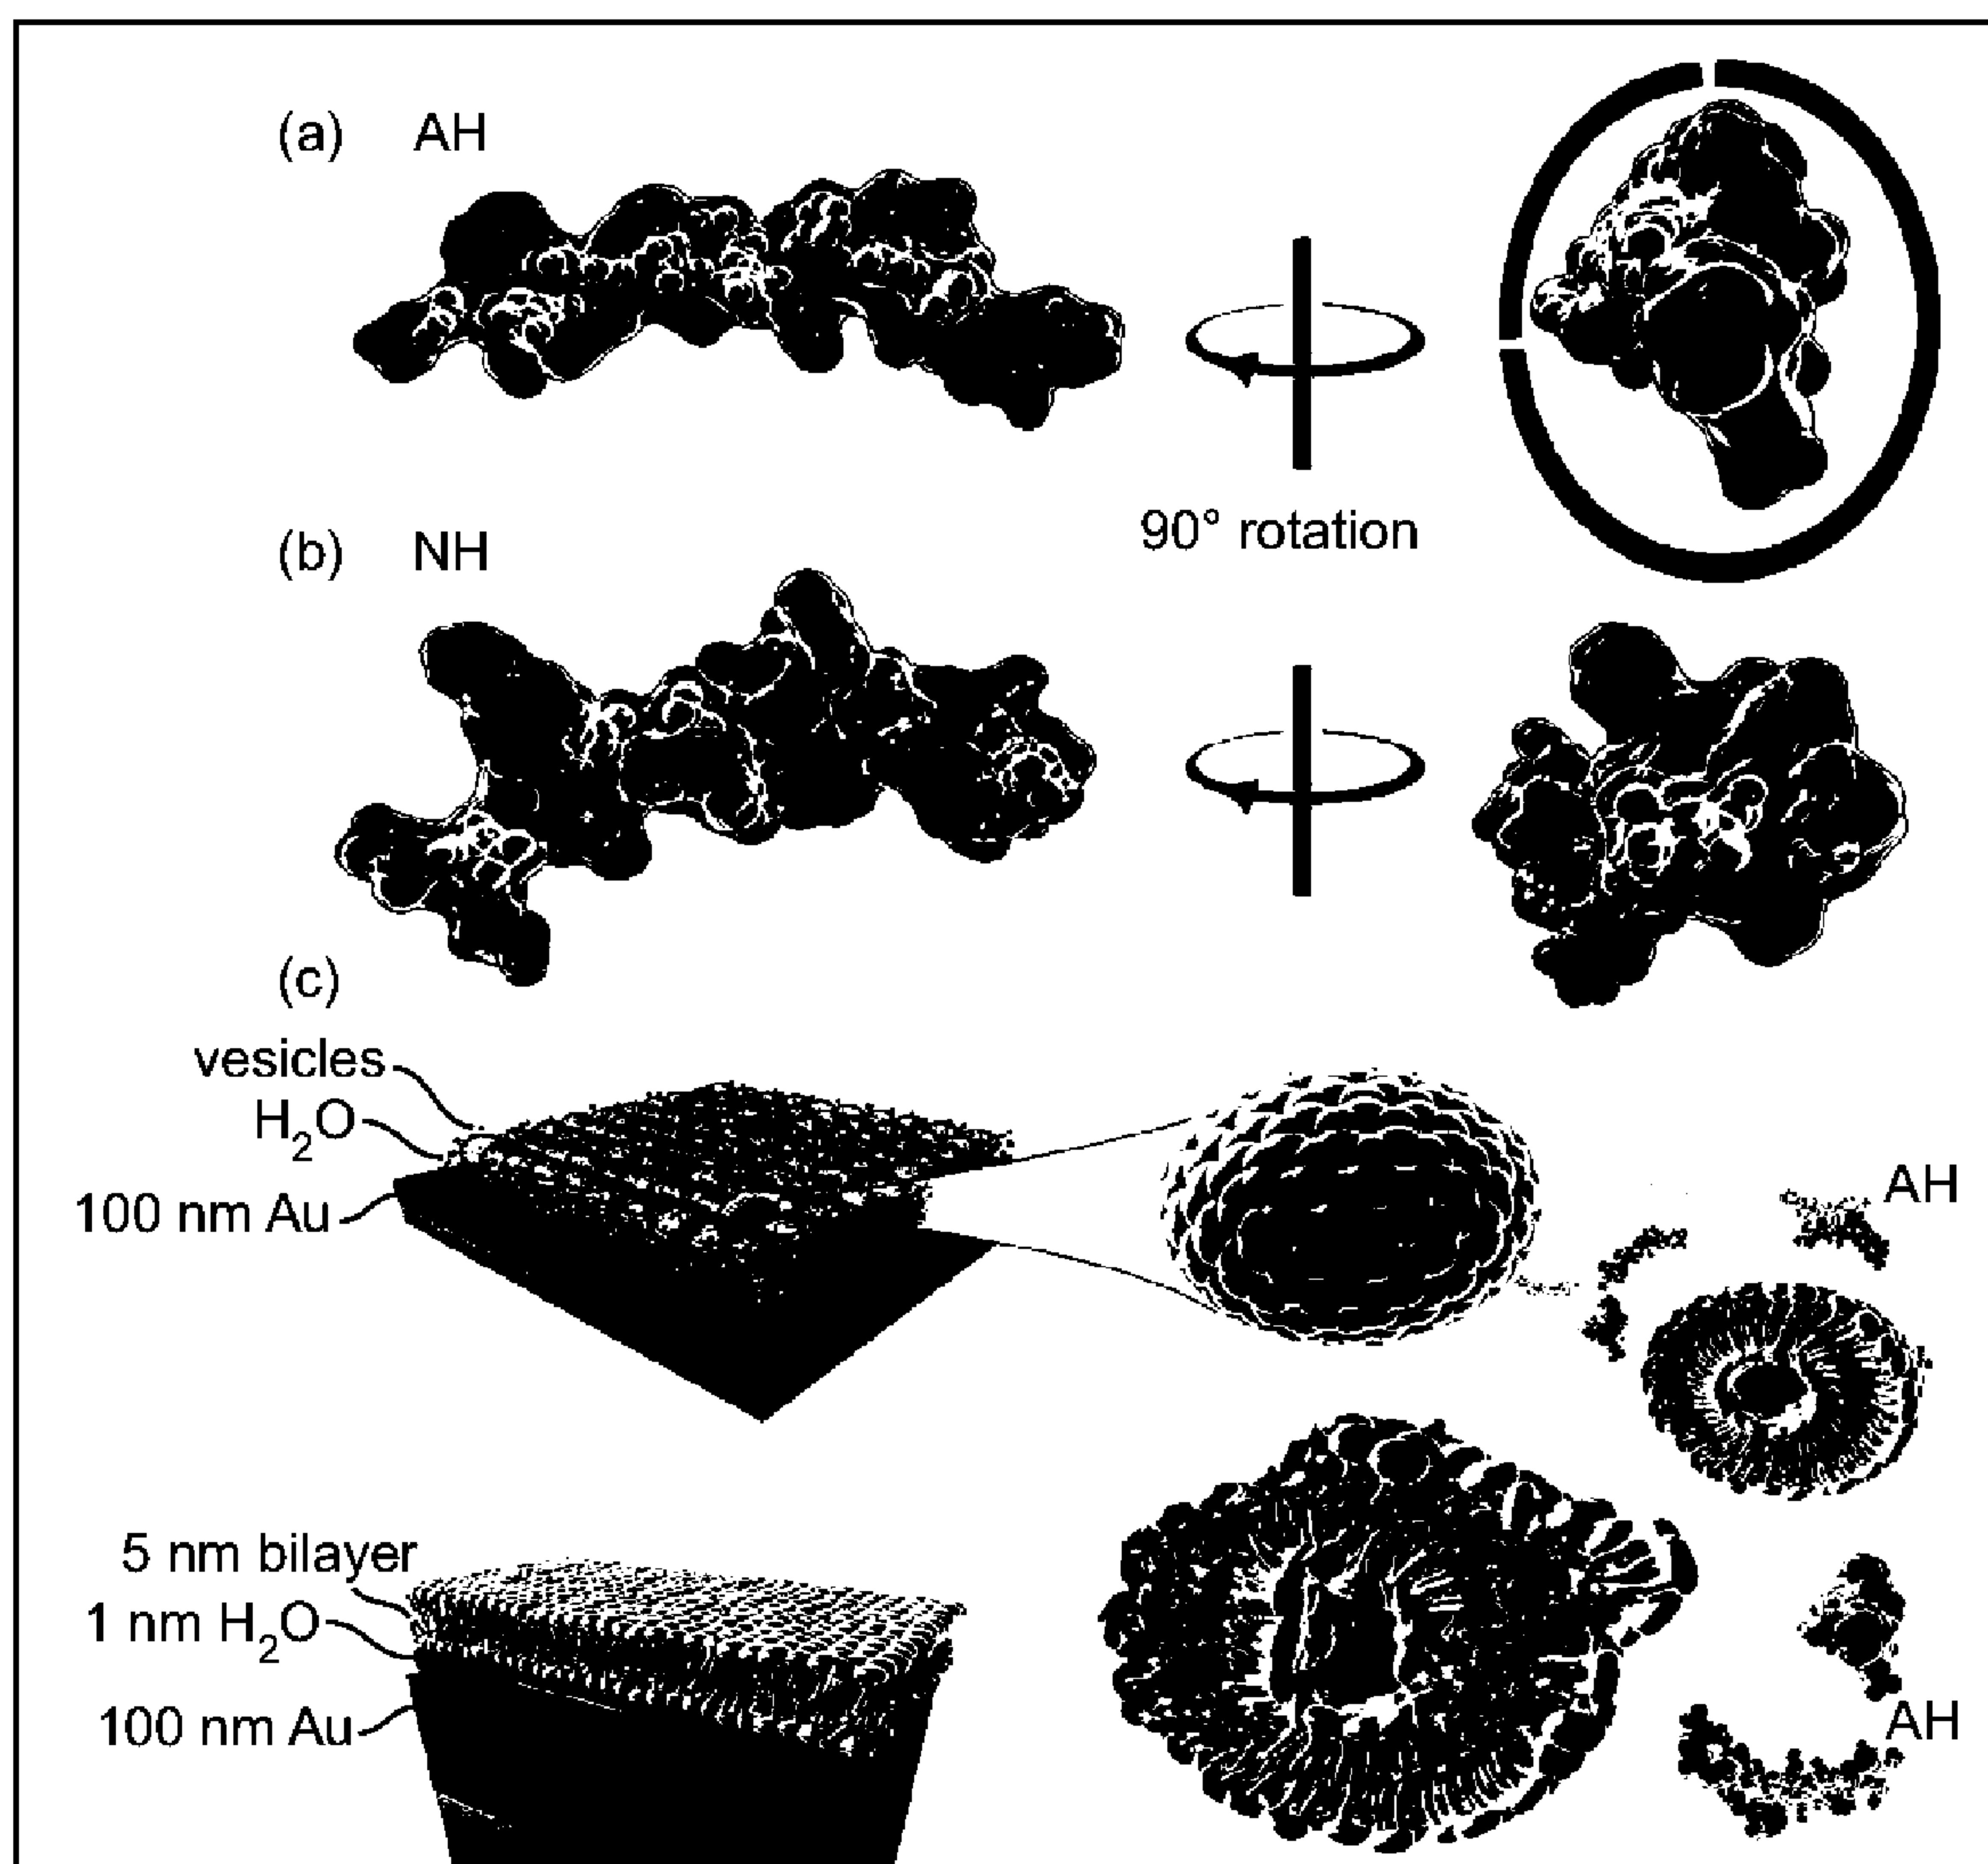 (a) AH
90° rotation
(b) NH
(c)
vesicles
H₂O
100 nm Au
AH
5 nm bilayer
1 nm H₂O
100 nm Au
AH